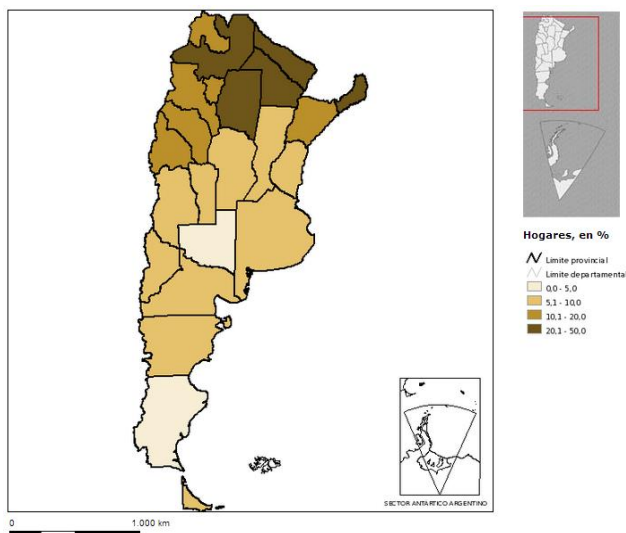 SECTOR ANTARTICO ARGENTINO
0 1.000 km
Hogares, en %
Limite provincial
Limite departamental
0,0 - 5,0
5,1 - 10,0
10,1 - 20,0
20,1 - 50,0